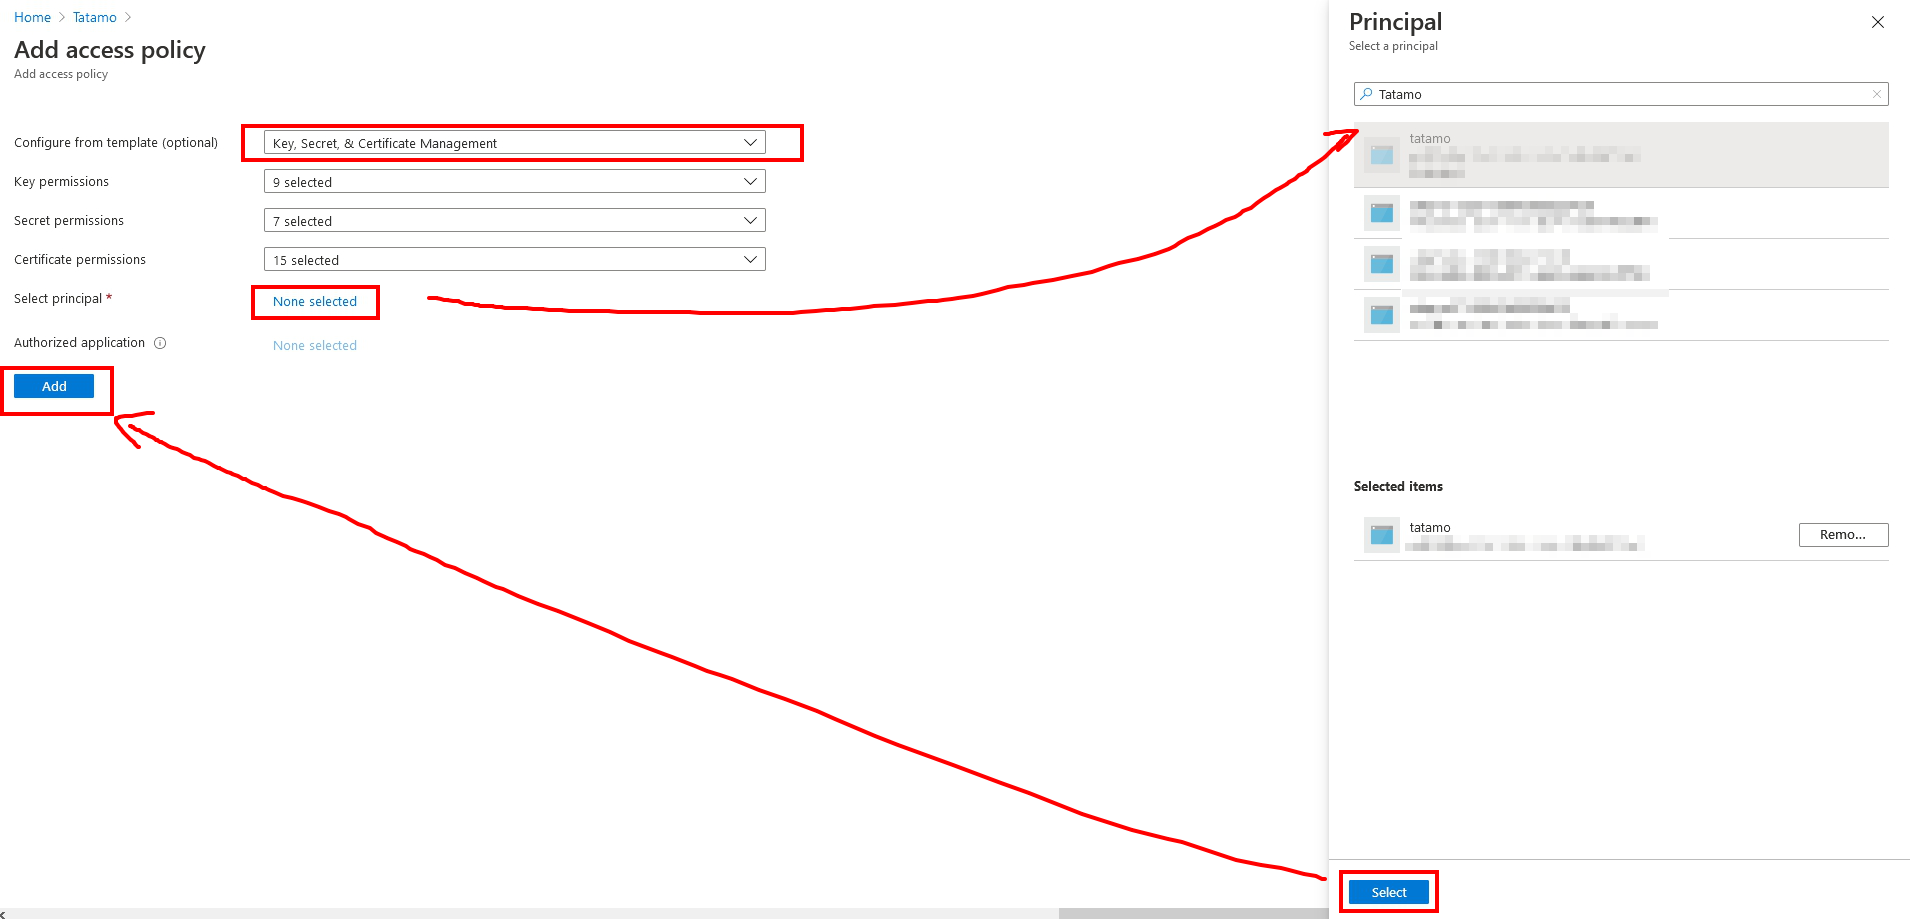 Home > Tatamo >
Add access policy
Add access policy
Configure from template (optional)
Key, Secret, & Certificate Management
Key permissions
9 selected
Secret permissions
7 selected
Certificate permissions
15 selected
Select principal *
None selected
Authorized application
None selected
Add
Principal
Select a principal
Tatamo
tatamo
Selected items
tatamo
Remo...
Select